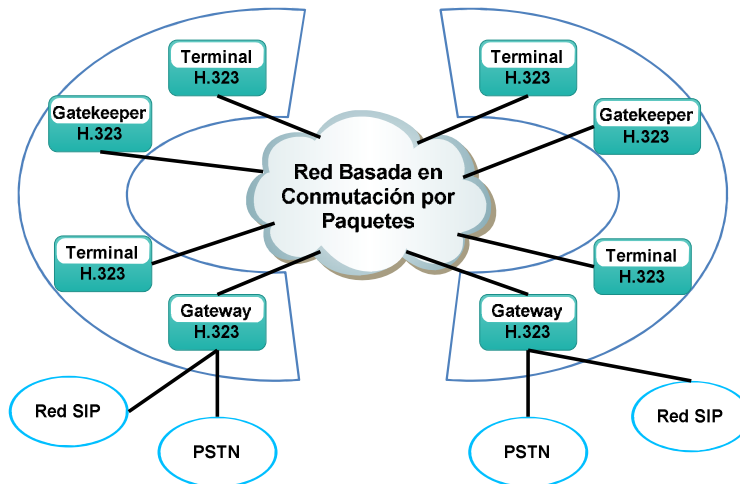 Terminal
H.323
Terminal
H.323
Gatekeeper
H.323
Gatekeeper
H.323
Red Basada en
Conmutación por
Paquetes
Terminal
H.323
Terminal
H.323
Gateway
H.323
Gateway
H.323
Red SIP
PSTN
PSTN
Red SIP